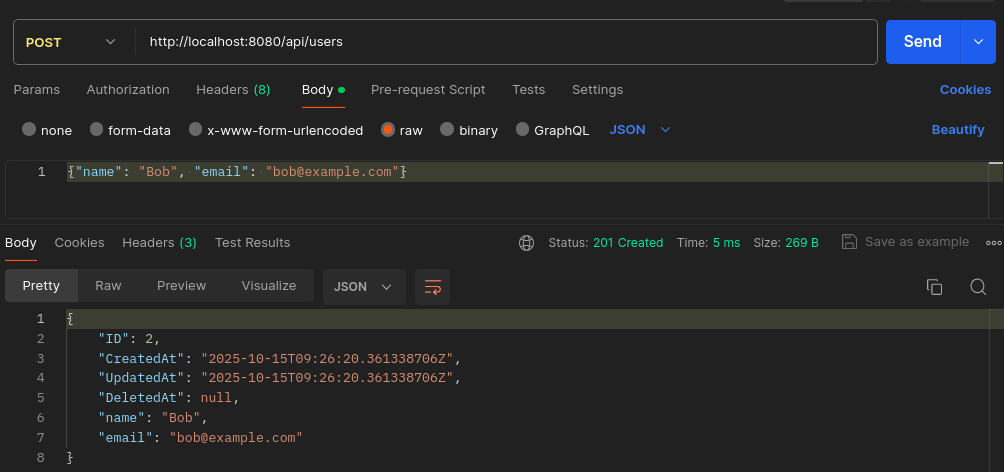 POST http://localhost:8080/api/users Send
Params Authorization Headers (8) Body Pre-request Script Tests Settings Cookies
none form-data x-www-form-urlencoded raw binary GraphQL JSON Beautify
1 {"name": "Bob", "email": "bob@example.com"}
Body Cookies Headers (3) Test Results Status: 201 Created Time: 5 ms Size: 269 B Save as example
Pretty Raw Preview Visualize JSON
1 {
2 "ID": 2,
3 "CreatedAt": "2025-10-15T09:26:20.361338706Z",
4 "UpdatedAt": "2025-10-15T09:26:20.361338706Z",
5 "DeletedAt": null,
6 "name": "Bob",
7 "email": "bob@example.com"
8 }